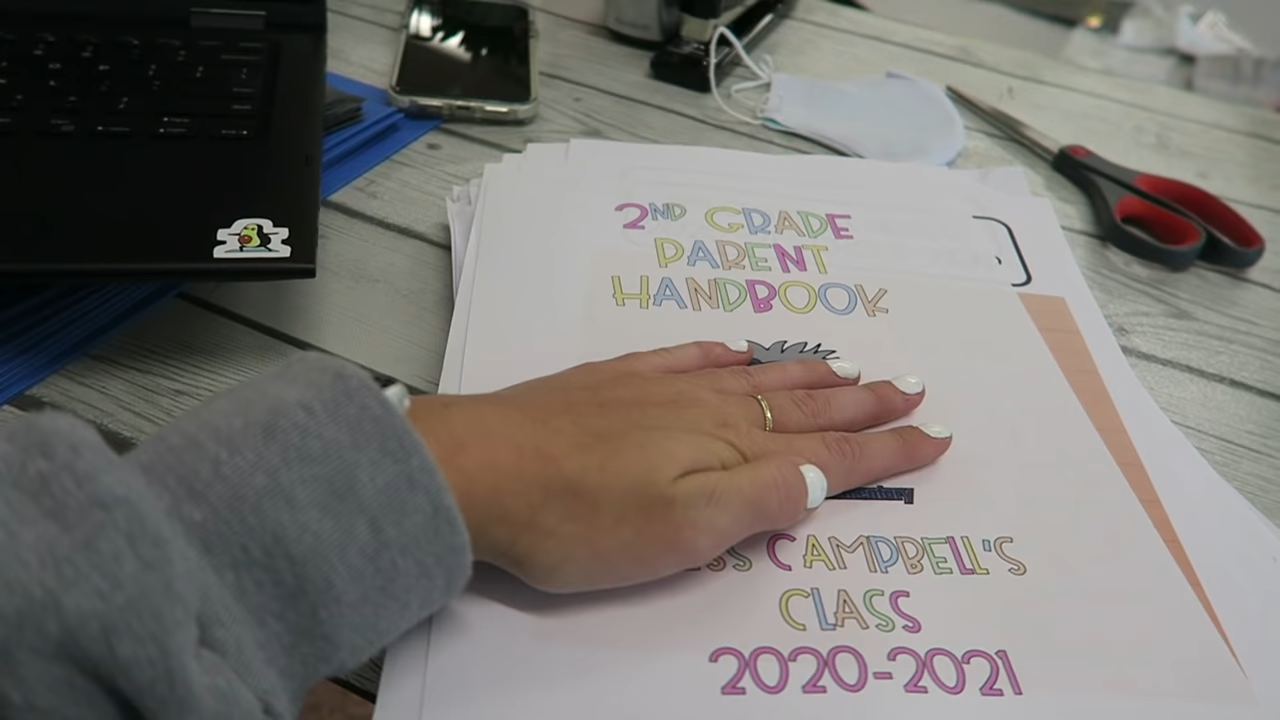 2ND GRADE
PARENT
HANDBOOK
CAMPBELL'S
CLASS
2020-2021